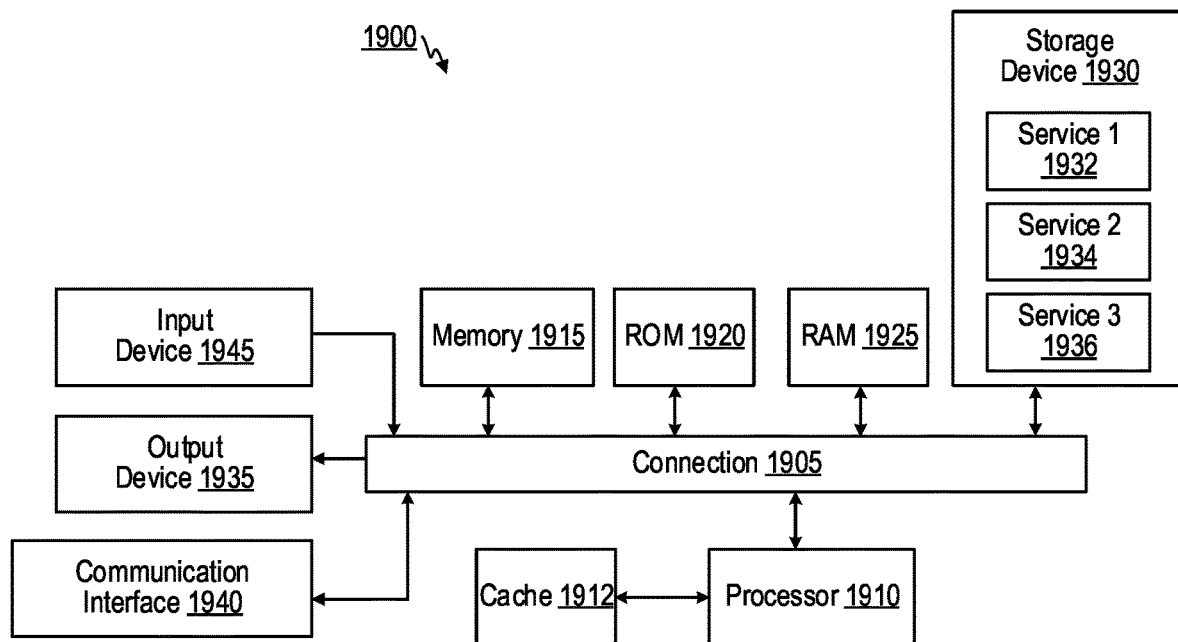 1900
Storage
Device 1930
Service 1
1932
Service 2
1934
Service 3
1936
Input
Device 1945
Memory 1915
ROM 1920
RAM 1925
Output
Device 1935
Connection 1905
Communication
Interface 1940
Cache 1912
Processor 1910